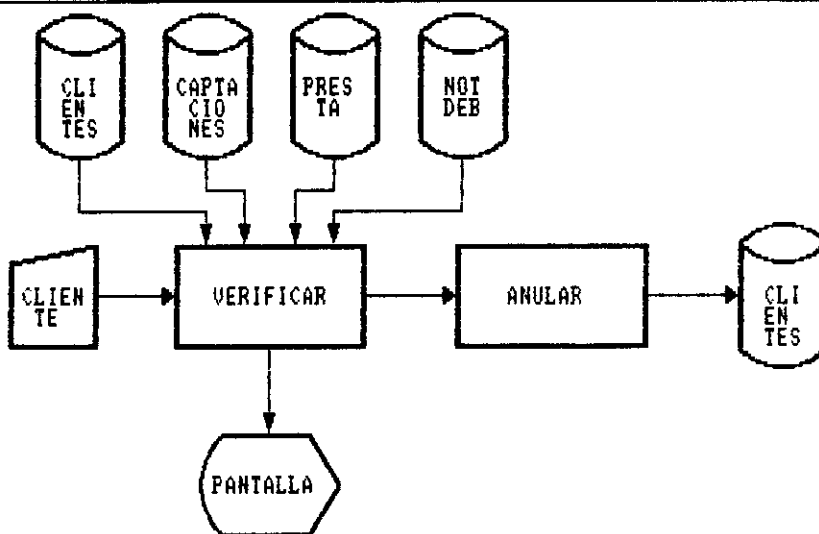 CLI
EN
TES
CAPTA
CIO
NES
PRES
TA
NOT
DEB
CLIEN
TE
VERIFICAR
ANULAR
CLI
EN
TES
PANTALLA